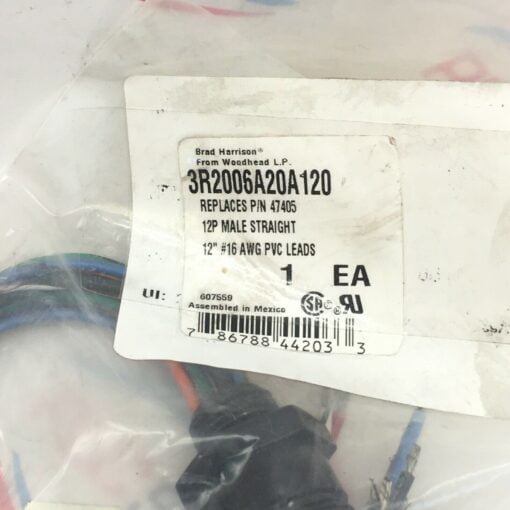 Brad Harrison®
From Woodhead L.P.
3R2006A20A120
REPLACES P/N 47405
12P MALE STRAIGHT
12" #16 AWG PVC LEADS
1 EA
UI:
607559
Assembled in Mexico
7 86788 44203 3